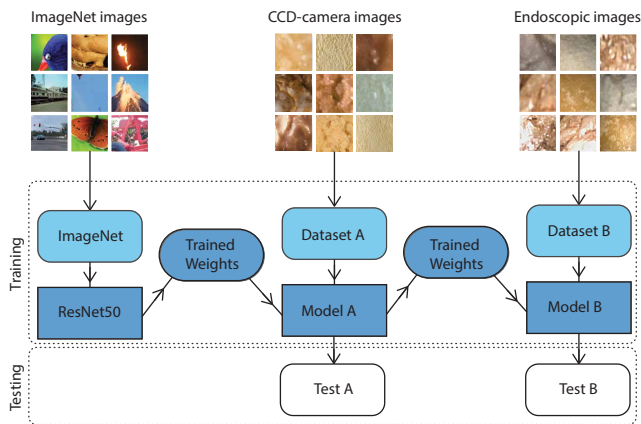 ImageNet images
CCD-camera images
Endoscopic images
Training
ImageNet
Trained
Weights
Dataset A
Trained
Weights
Dataset B
ResNet50
Model A
Model B
Testing
Test A
Test B